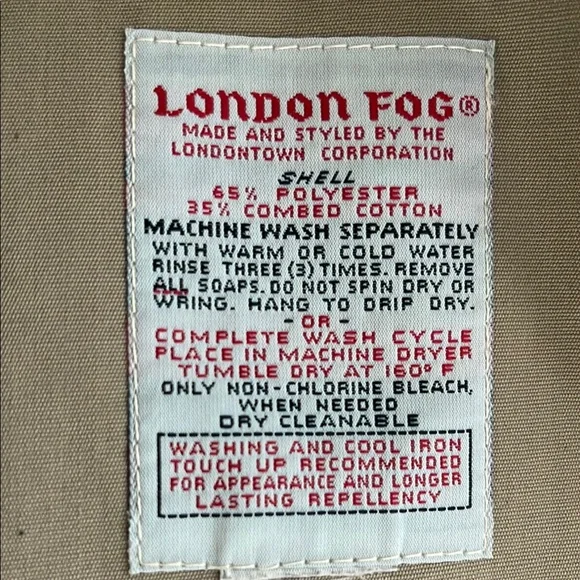 LONDON FOG®
MADE AND STYLED BY THE
LONDONTOWN CORPORATION
SHELL
65% POLYESTER
35% COMBED COTTON
MACHINE WASH SEPARATELY
WITH WARM OR COLD WATER
RINSE THREE (3) TIMES. REMOVE
ALL SOAPS. DO NOT SPIN DRY OR
WRING. HANG TO DRIP DRY.
- OR -
COMPLETE WASH CYCLE
PLACE IN MACHINE DRYER
TUMBLE DRY AT 160° F
ONLY NON-CHLORINE BLEACH,
WHEN NEEDED
DRY CLEANABLE
WASHING AND COOL IRON
TOUCH UP RECOMMENDED
FOR APPEARANCE AND LONGER
LASTING REPELLENCY